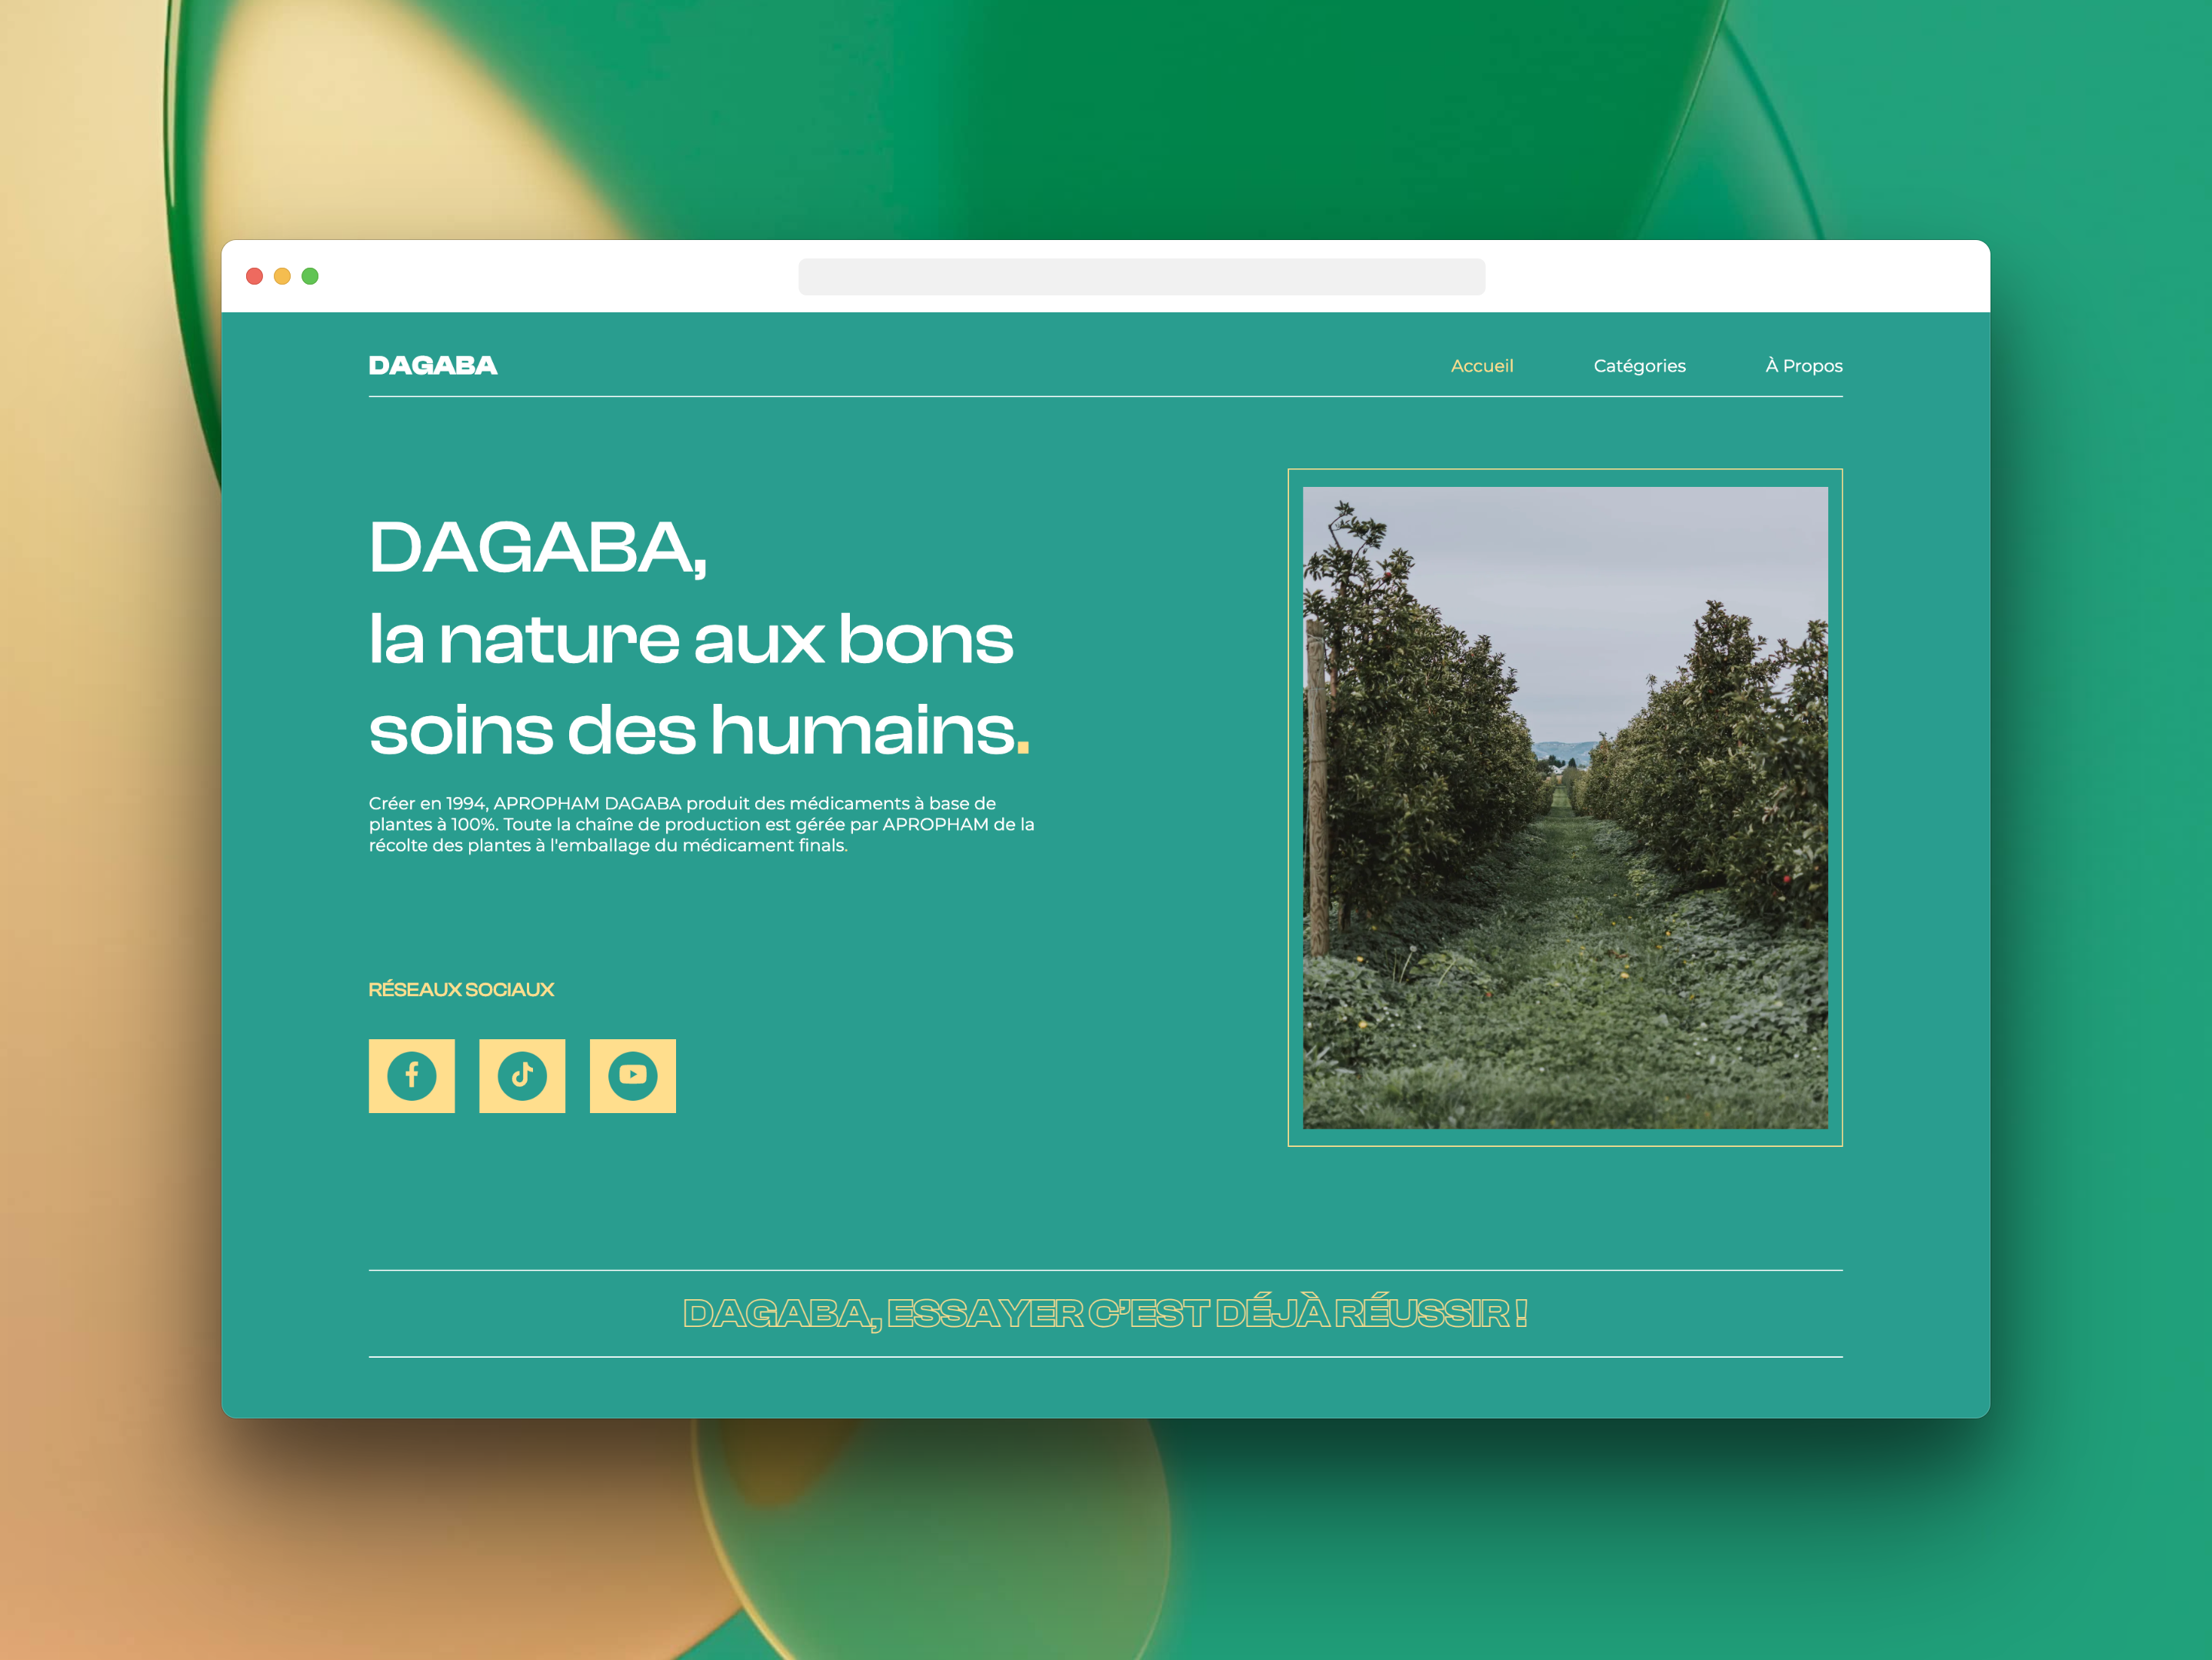 DAGABA
Accueil
Catégories
À Propos
DAGABA,
la nature aux bons
soins des humains.
Créer en 1994, APROPHAM DAGABA produit des médicaments à base de
plantes à 100%. Toute la chaîne de production est gérée par APROPHAM de la
récolte des plantes à l'emballage du médicament finals.
RÉSEAUX SOCIAUX
DAGABA, ESSAYER C’EST DÉJÀ RÉUSSIR !